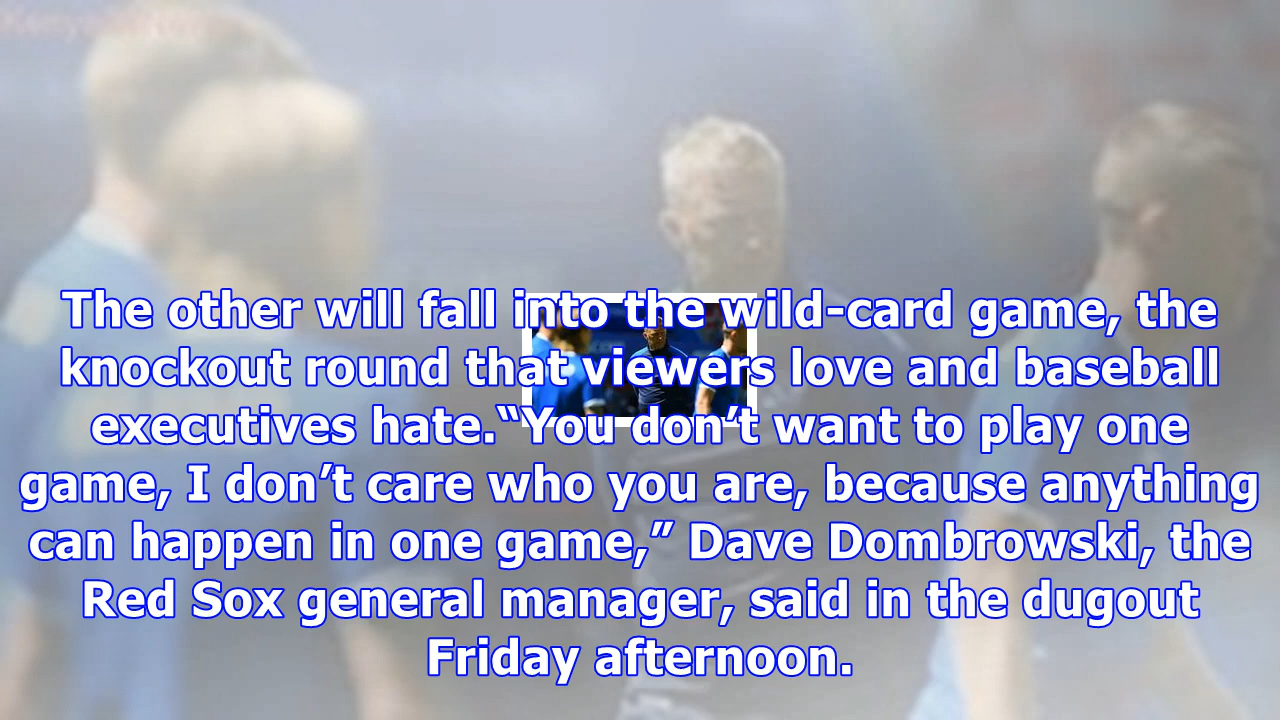 The other will fall into the wild-card game, the
knockout round that viewers love and baseball
executives hate.“You don’t want to play one
game, I don’t care who you are, because anything
can happen in one game,” Dave Dombrowski, the
Red Sox general manager, said in the dugout
Friday afternoon.